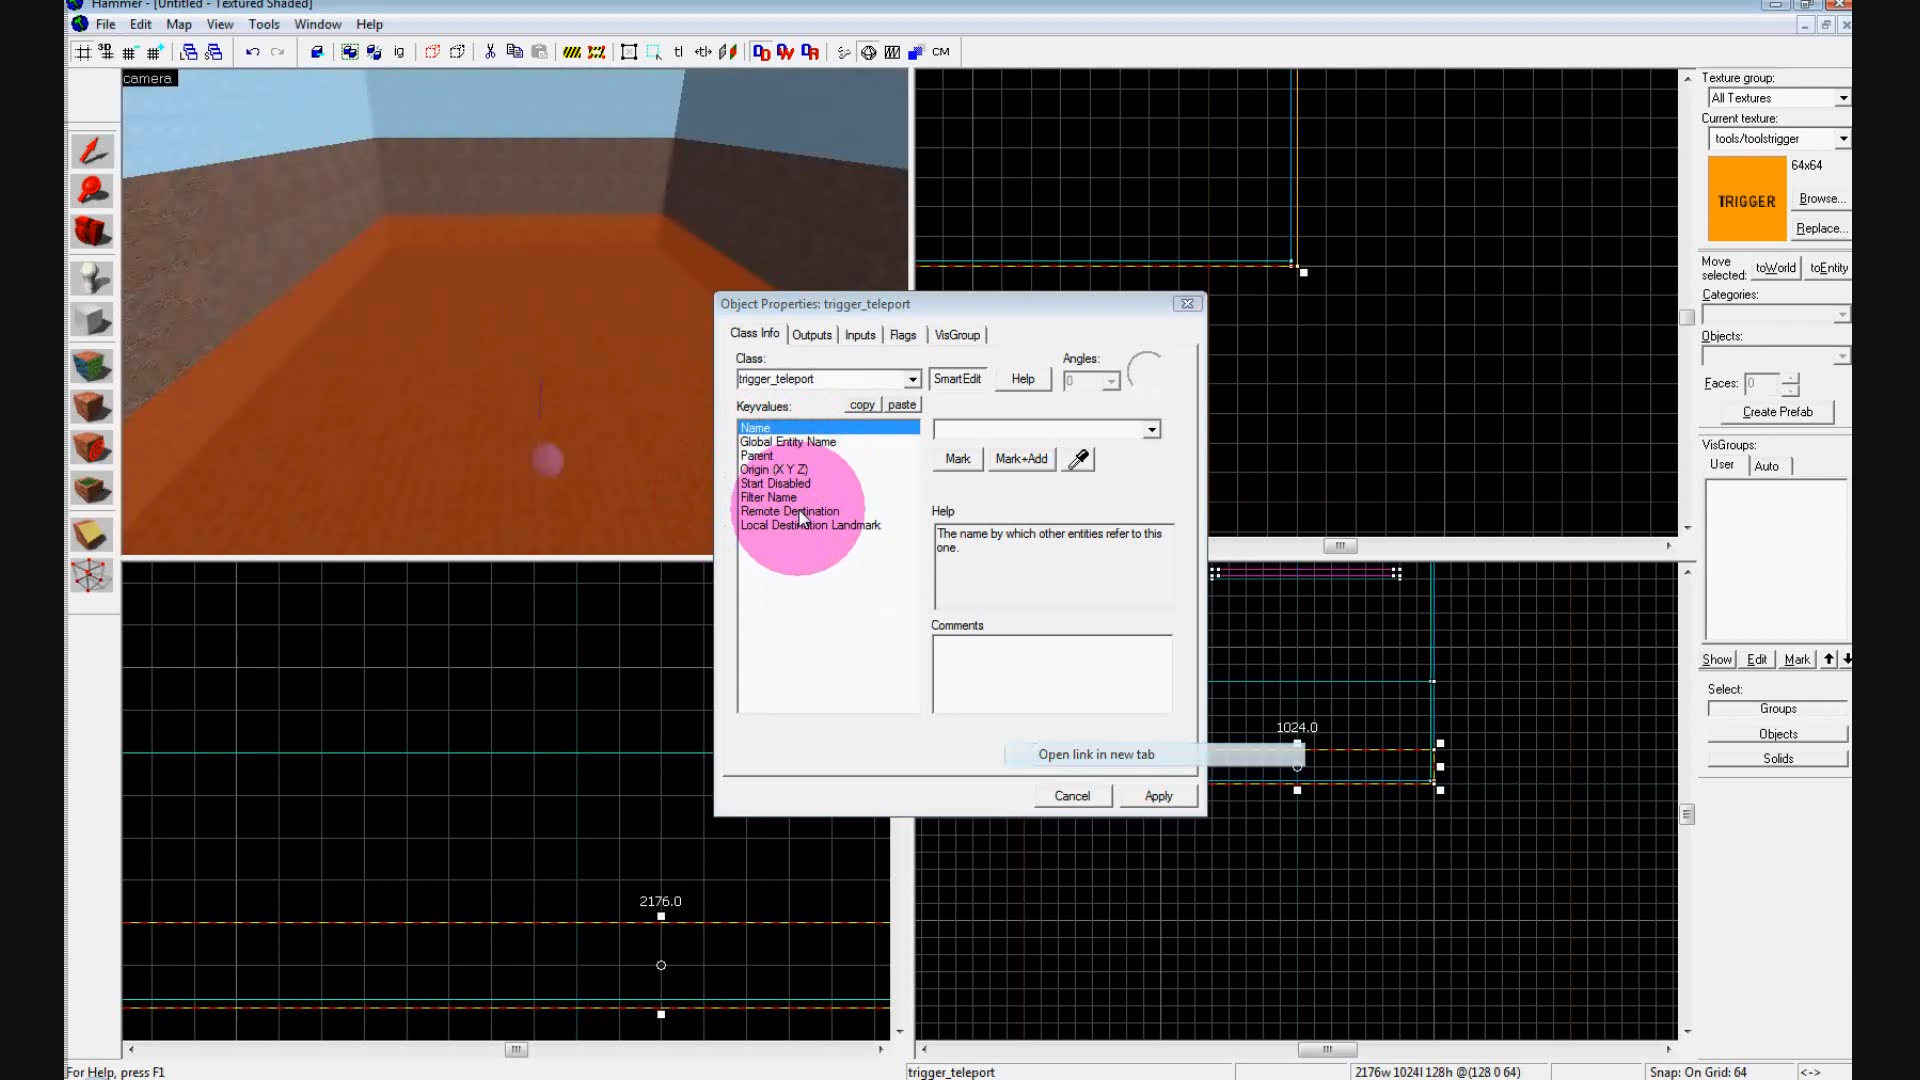 Hammer - [Untitled - Textured Shaded]
File Edit Map View Tools Window Help
3D
ig
tl
CM
camera
Texture group:
All Textures
Current texture:
tools/toolstrigger
64x64
TRIGGER
Browse...
Replace...
Move selected:
toWorld
toEntity
Categories:
Objects:
Faces: 0
Create Prefab
VisGroups:
User Auto
Show Edit Mark
Select:
Groups
Objects
Solids
Object Properties: trigger_teleport
Class Info Outputs Inputs Flags VisGroup
Class:
trigger_teleport
SmartEdit
Help
Angles:
0
Keyvalues:
copy paste
Name
Global Entity Name
Parent
Origin (X Y Z)
Start Disabled
Filter Name
Remote Destination
Local Destination Landmark
Mark
Mark+Add
Help
The name by which other entities refer to this
one.
Comments
Open link in new tab
Cancel
Apply
1024.0
2176.0
For Help, press F1
trigger_teleport
2176w 1024l 128h @(128 0 64)
Snap: On Grid: 64
<->